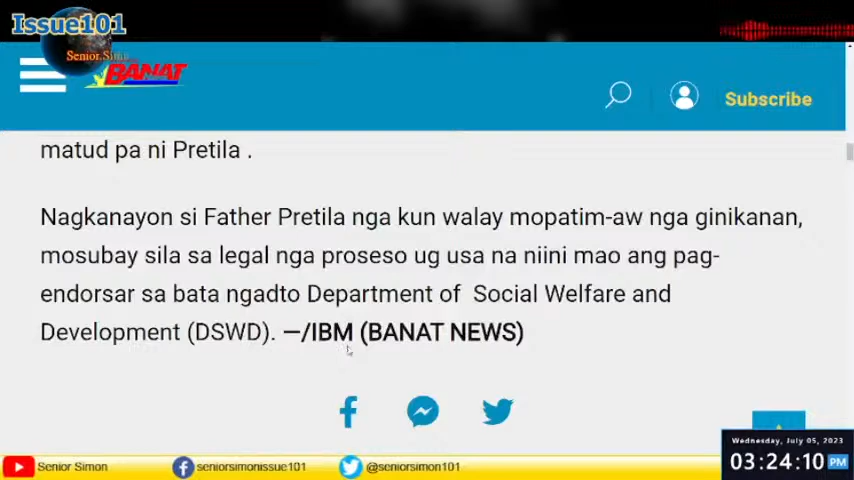 Issue101
Senior.Simon
BANAT
Subscribe
matud pa ni Pretila .
Nagkanayon si Father Pretila nga kun walay mopatim-aw nga ginikanan,
mosubay sila sa legal nga proseso ug usa na niini mao ang pag-
endorsar sa bata ngadto Department of Social Welfare and
Development (DSWD). —/IBM (BANAT NEWS)
Wednesday, July 05, 2023
03:24:10 PM
Senior Simon
seniorsimonissue101
@seniorsimon101